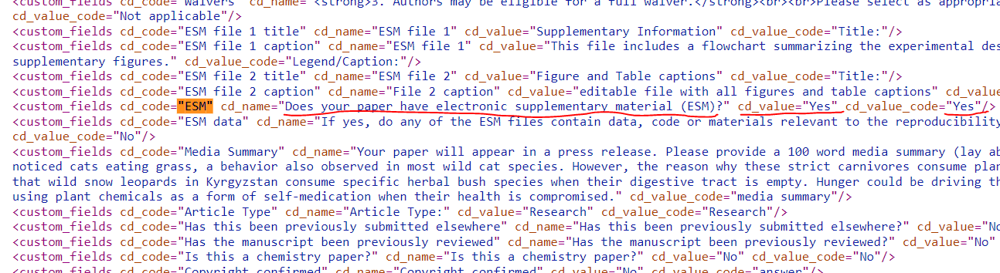 <custom_fields cd_code="Waivers" cd_name="<strong>3. Authors may be eligible for a full waiver.</strong><br><br>Please select as appropria
cd_value_code="Not applicable"/>
<custom_fields cd_code="ESM file 1 title" cd_name="ESM file 1" cd_value="Supplementary Information" cd_value_code="Title:"/>
<custom_fields cd_code="ESM file 1 caption" cd_name="ESM file 1" cd_value="This file includes a flowchart summarizing the experimental des
supplementary figures." cd_value_code="Legend/Caption:"/>
<custom_fields cd_code="ESM file 2 title" cd_name="ESM file 2" cd_value="Figure and Table captions" cd_value_code="Title:"/>
<custom_fields cd_code="ESM file 2 caption" cd_name="File 2 caption" cd_value="editable file with all figures and table captions" cd_value
<custom_fields cd_code="ESM" cd_name="Does your paper have electronic supplementary material (ESM)?" cd_value="Yes" cd_value_code="Yes"/>
<custom_fields cd_code="ESM data" cd_name="If yes, do any of the ESM files contain data, code or materials relevant to the reproducibility
cd_value_code="No"/>
<custom_fields cd_code="Media Summary" cd_name="Your paper will appear in a press release. Please provide a 100 word media summary (lay ab
noticed cats eating grass, a behavior also observed in most wild cat species. However, the reason why these strict carnivores consume plan
that wild snow leopards in Kyrgyzstan consume specific herbal bush species when their digestive tract is empty. Hunger could be driving th
using plant chemicals as a form of self-medication when their health is compromised." cd_value_code="media summary"/>
<custom_fields cd_code="Article Type" cd_name="Article Type:" cd_value="Research" cd_value_code="Research"/>
<custom_fields cd_code="Has this been previously submitted elsewhere" cd_name="Has this been previously submitted elsewhere?" cd_value="No
<custom_fields cd_code="Has the manuscript been previously reviewed" cd_name="Has the manuscript been previously reviewed?" cd_value="No"
<custom_fields cd_code="Is this a chemistry paper?" cd_name="Is this a chemistry paper?" cd_value="No" cd_value_code="No"/>
<custom_fields cd_code="Copyright confirmed" cd_name="Copyright confirmed" cd_value="No" cd_value_code="answer"/>